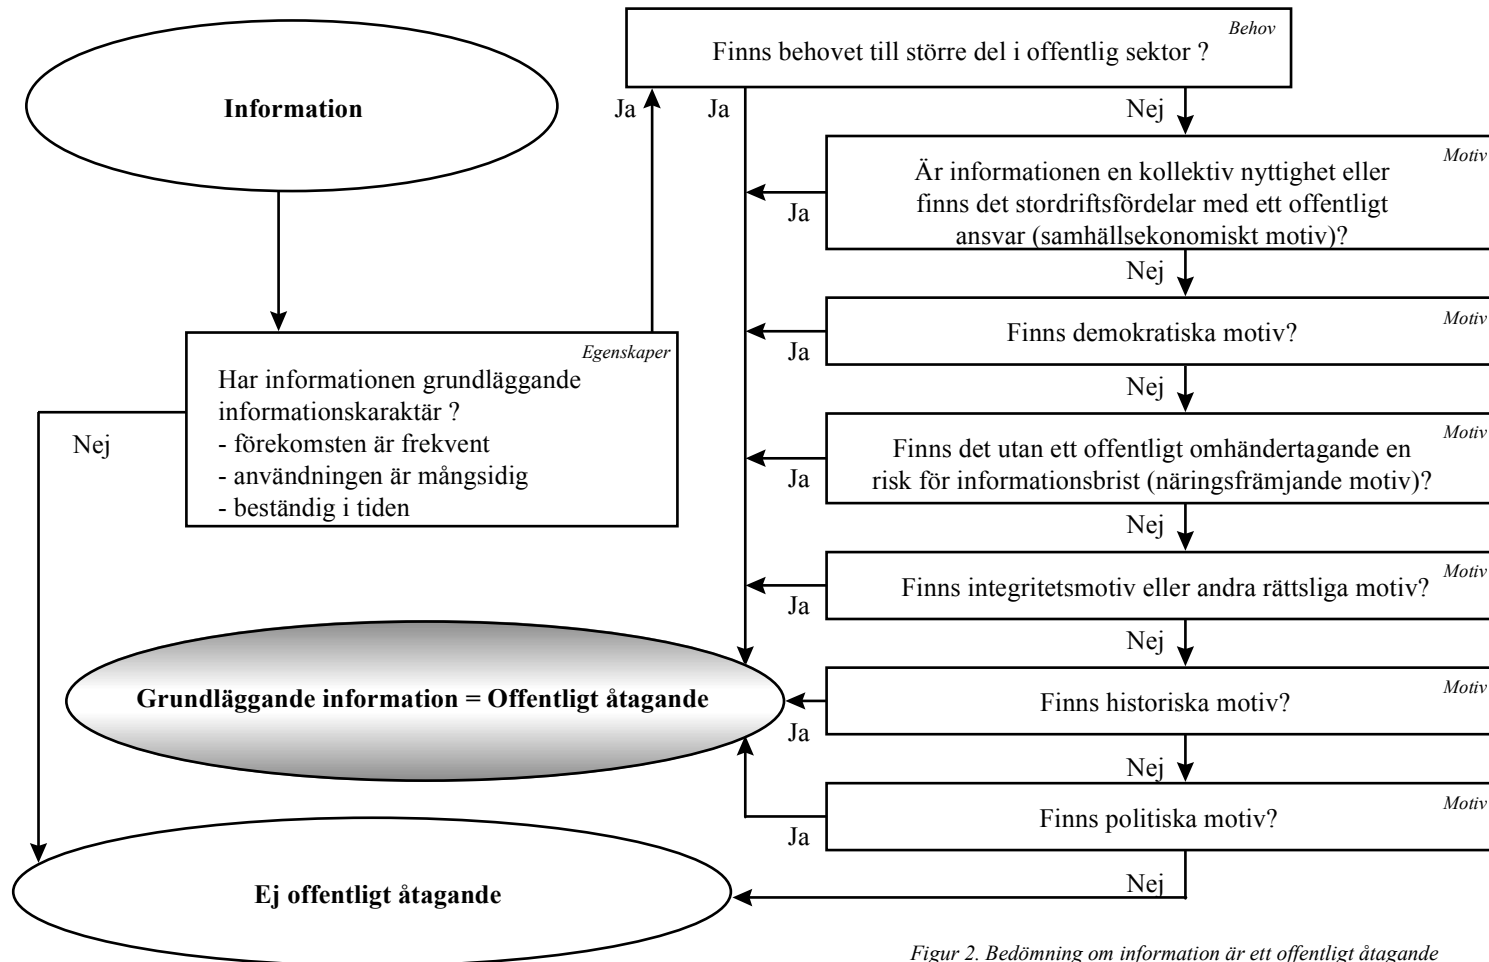 Information
Behov
Finns behovet till större del i offentlig sektor ?
Ja
Ja
Nej
Motiv
Är informationen en kollektiv nyttighet eller
finns det stordriftsfördelar med ett offentligt
ansvar (samhällsekonomiskt motiv)?
Ja
Nej
Motiv
Finns demokratiska motiv?
Ja
Nej
Egenskaper
Har informationen grundläggande
informationskaraktär ?
- förekomsten är frekvent
- användningen är mångsidig
- beständig i tiden
Nej
Motiv
Finns det utan ett offentligt omhändertagande en
risk för informationsbrist (näringsfrämjande motiv)?
Ja
Nej
Motiv
Finns integritetsmotiv eller andra rättsliga motiv?
Ja
Nej
Grundläggande information = Offentligt åtagande
Motiv
Finns historiska motiv?
Ja
Nej
Motiv
Finns politiska motiv?
Ja
Nej
Ej offentligt åtagande
Figur 2. Bedömning om information är ett offentligt åtagande